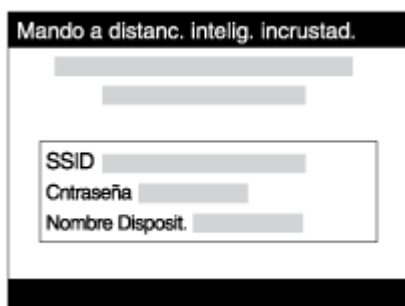 Mando a distanc. intelig. incrustad.
SSID
Cntraseña
Nombre Disposit.